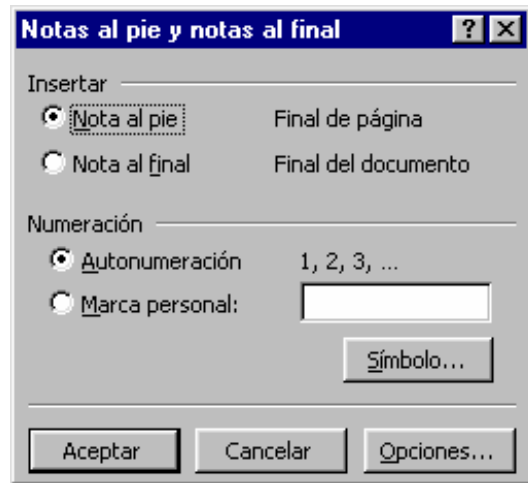 Notas al pie y notas al final ? ×
Insertar
Nota al pie Final de página
Nota al final Final del documento
Numeración
Autonumeración 1, 2, 3, ...
Marca personal:
Símbolo...
Aceptar Cancelar Opciones...